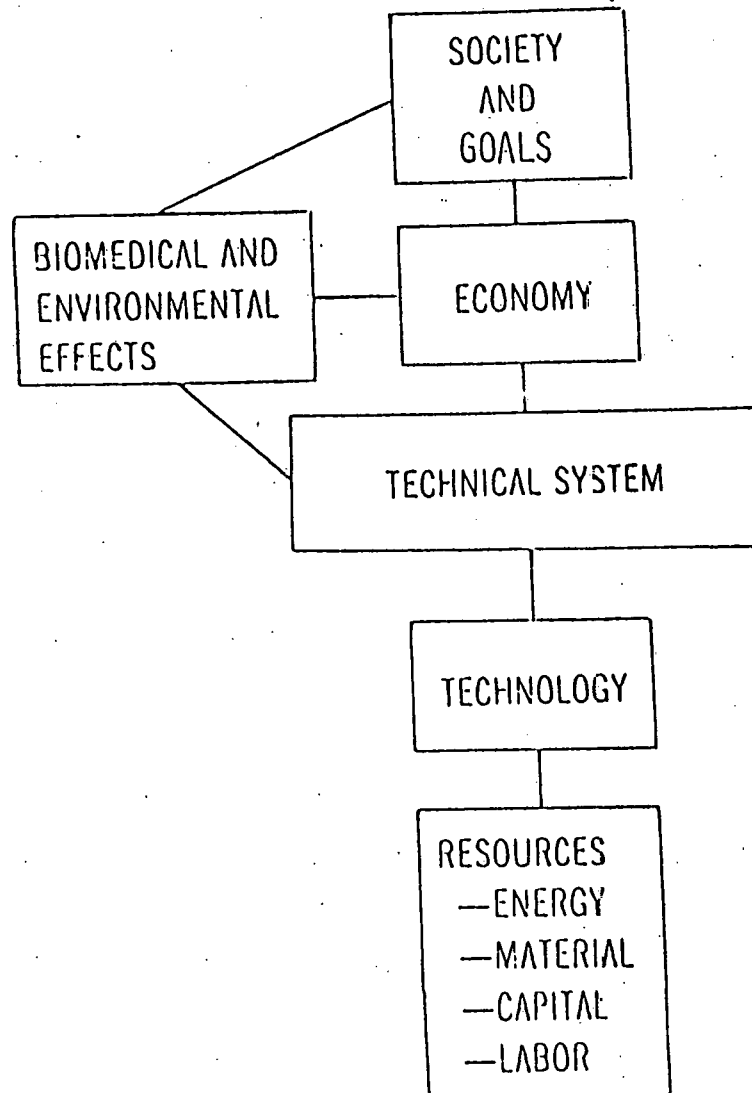 SOCIETY
AND
GOALS
BIOMEDICAL AND
ENVIRONMENTAL
EFFECTS
ECONOMY
TECHNICAL SYSTEM
TECHNOLOGY
RESOURCES
—ENERGY
—MATERIAL
—CAPITAL
—LABOR